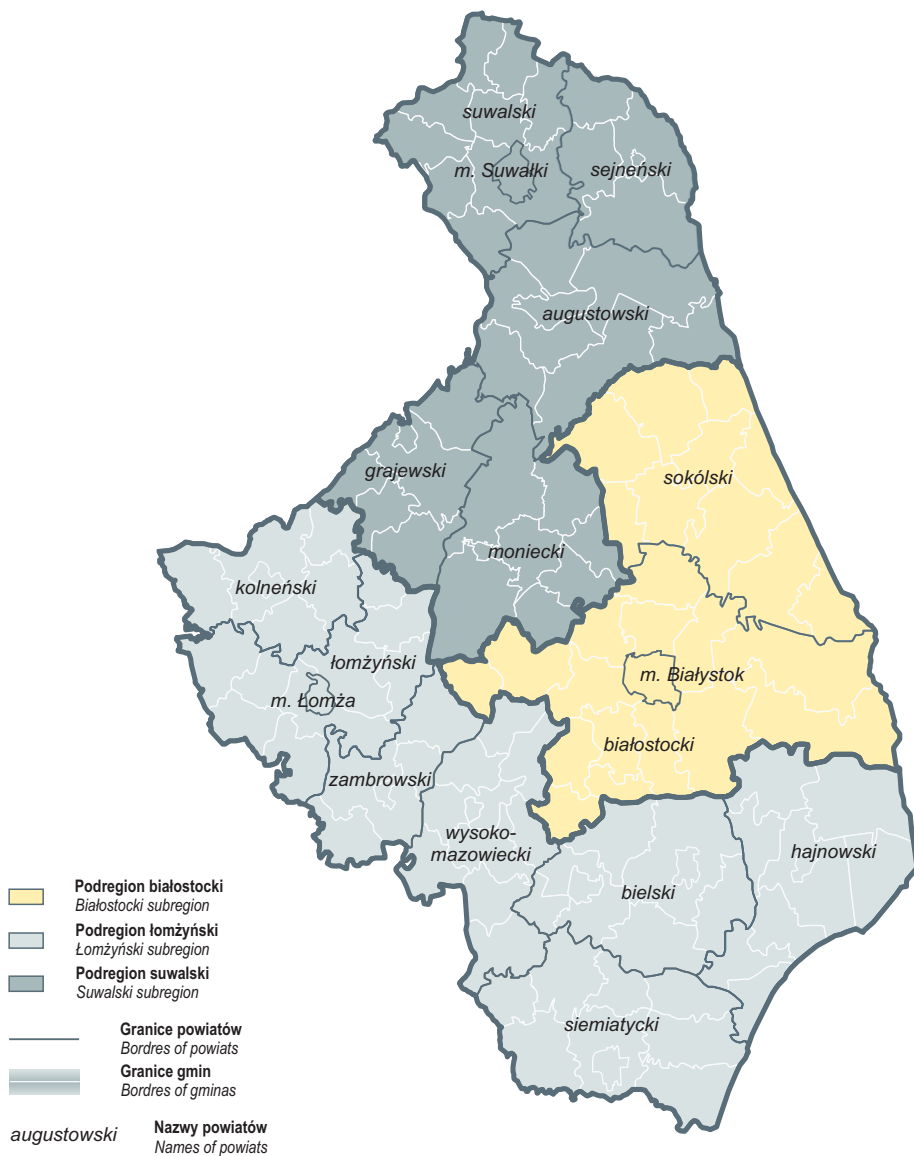 suwalski
m. Suwałki
sejneński
augustowski
grajewski
sokólski
moniecki
kolneński
łomżyński
m. Białystok
m. Łomża
białostocki
zambrowski
wysoko-
mazowiecki
hajnowski
bielski
siemiatycki
Podregion białostocki
Białostocki subregion
Podregion łomżyński
Łomżyński subregion
Podregion suwalski
Suwalski subregion
Granice powiatów
Bordres of powiats
Granice gmin
Bordres of gminas
augustowski
Nazwy powiatów
Names of powiats